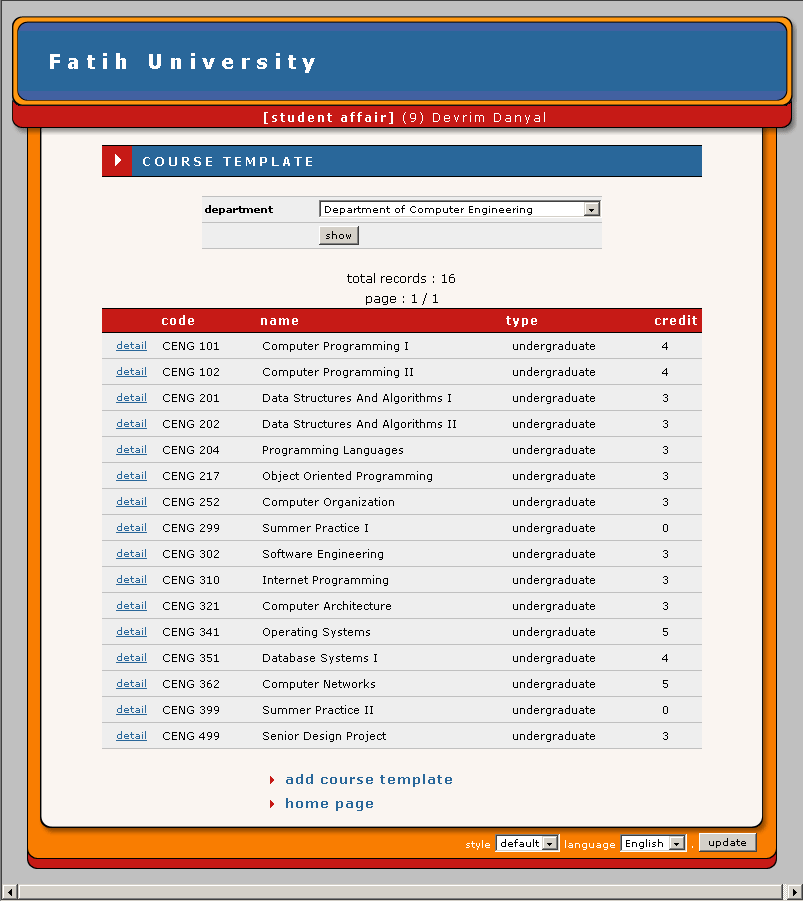 Fatih University
[student affair] (9) Devrim Danyal
COURSE TEMPLATE
department Department of Computer Engineering
show
total records : 16
page : 1 / 1
code name type credit
detail CENG 101 Computer Programming I undergraduate 4
detail CENG 102 Computer Programming II undergraduate 4
detail CENG 201 Data Structures And Algorithms I undergraduate 3
detail CENG 202 Data Structures And Algorithms II undergraduate 3
detail CENG 204 Programming Languages undergraduate 3
detail CENG 217 Object Oriented Programming undergraduate 3
detail CENG 252 Computer Organization undergraduate 3
detail CENG 299 Summer Practice I undergraduate 0
detail CENG 302 Software Engineering undergraduate 3
detail CENG 310 Internet Programming undergraduate 3
detail CENG 321 Computer Architecture undergraduate 3
detail CENG 341 Operating Systems undergraduate 5
detail CENG 351 Database Systems I undergraduate 4
detail CENG 362 Computer Networks undergraduate 5
detail CENG 399 Summer Practice II undergraduate 0
detail CENG 499 Senior Design Project undergraduate 3
add course template
home page
style default language English . update